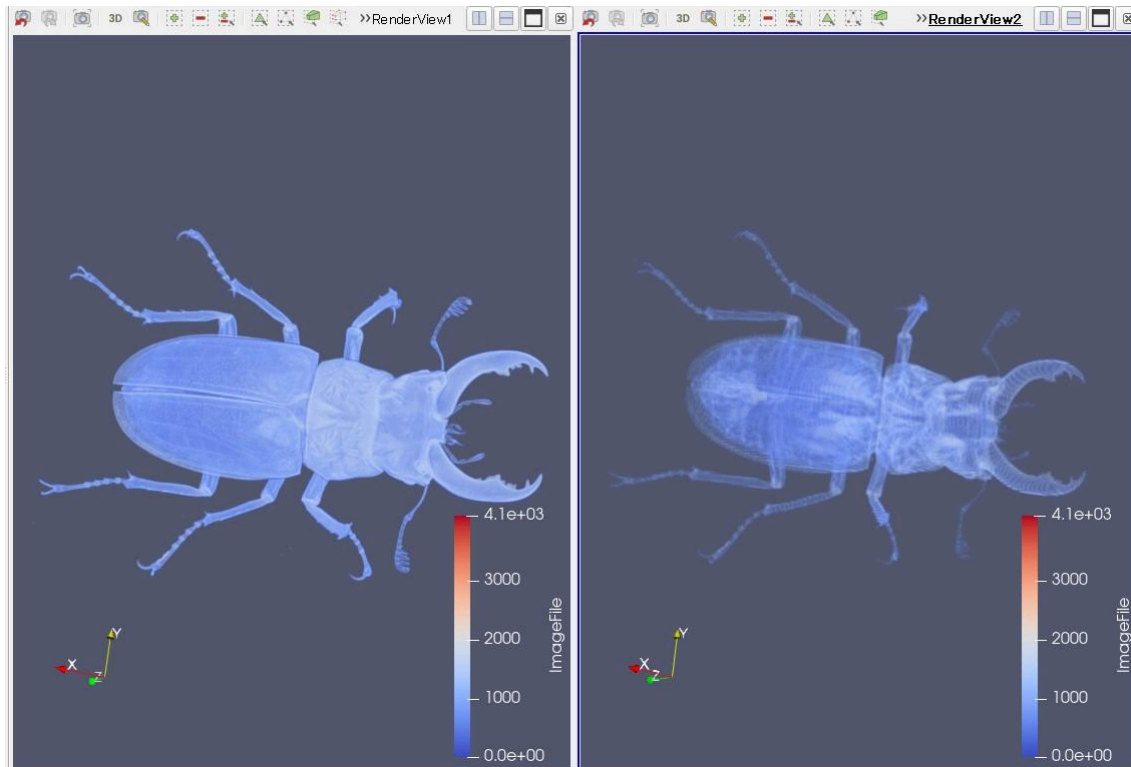 3D
»RenderView1
3D
»RenderView2
4.1e+03
3000
2000
1000
0.0e+00
ImageFile
Y
X
Z
4.1e+03
3000
2000
1000
0.0e+00
ImageFile
Y
X
Z